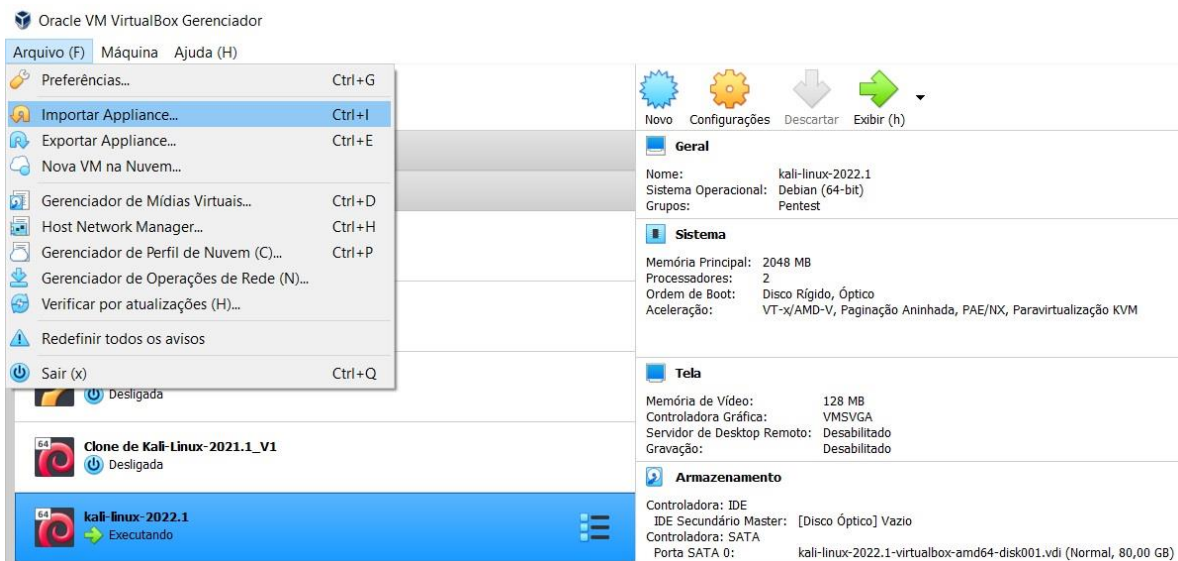 Oracle VM VirtualBox Gerenciador
Arquivo (F) Máquina Ajuda (H)
Preferências... Ctrl+G
Importar Appliance... Ctrl+I
Exportar Appliance... Ctrl+E
Nova VM na Nuvem...
Gerenciador de Mídias Virtuais... Ctrl+D
Host Network Manager... Ctrl+H
Gerenciador de Perfil de Nuvem (C)... Ctrl+P
Gerenciador de Operações de Rede (N)...
Verificar por atualizações (H)...
Redefinir todos os avisos
Sair (x) Ctrl+Q
Desligada
64
Clone de Kali-Linux-2021.1_V1
Desligada
64
kali-linux-2022.1
Executando
Novo Configurações Descartar Exibir (h)
Geral
Nome: kali-linux-2022.1
Sistema Operacional: Debian (64-bit)
Grupos: Pentest
Sistema
Memória Principal: 2048 MB
Processadores: 2
Ordem de Boot: Disco Rígido, Óptico
Aceleração: VT-x/AMD-V, Paginação Aninhada, PAE/NX, Paravirtualização KVM
Tela
Memória de Vídeo: 128 MB
Controladora Gráfica: VMSVGA
Servidor de Desktop Remoto: Desabilitado
Gravação: Desabilitado
Armazenamento
Controladora: IDE
IDE Secundário Master: [Disco Óptico] Vazio
Controladora: SATA
Porta SATA 0: kali-linux-2022.1-virtualbox-amd64-disk001.vdi (Normal, 80,00 GB)